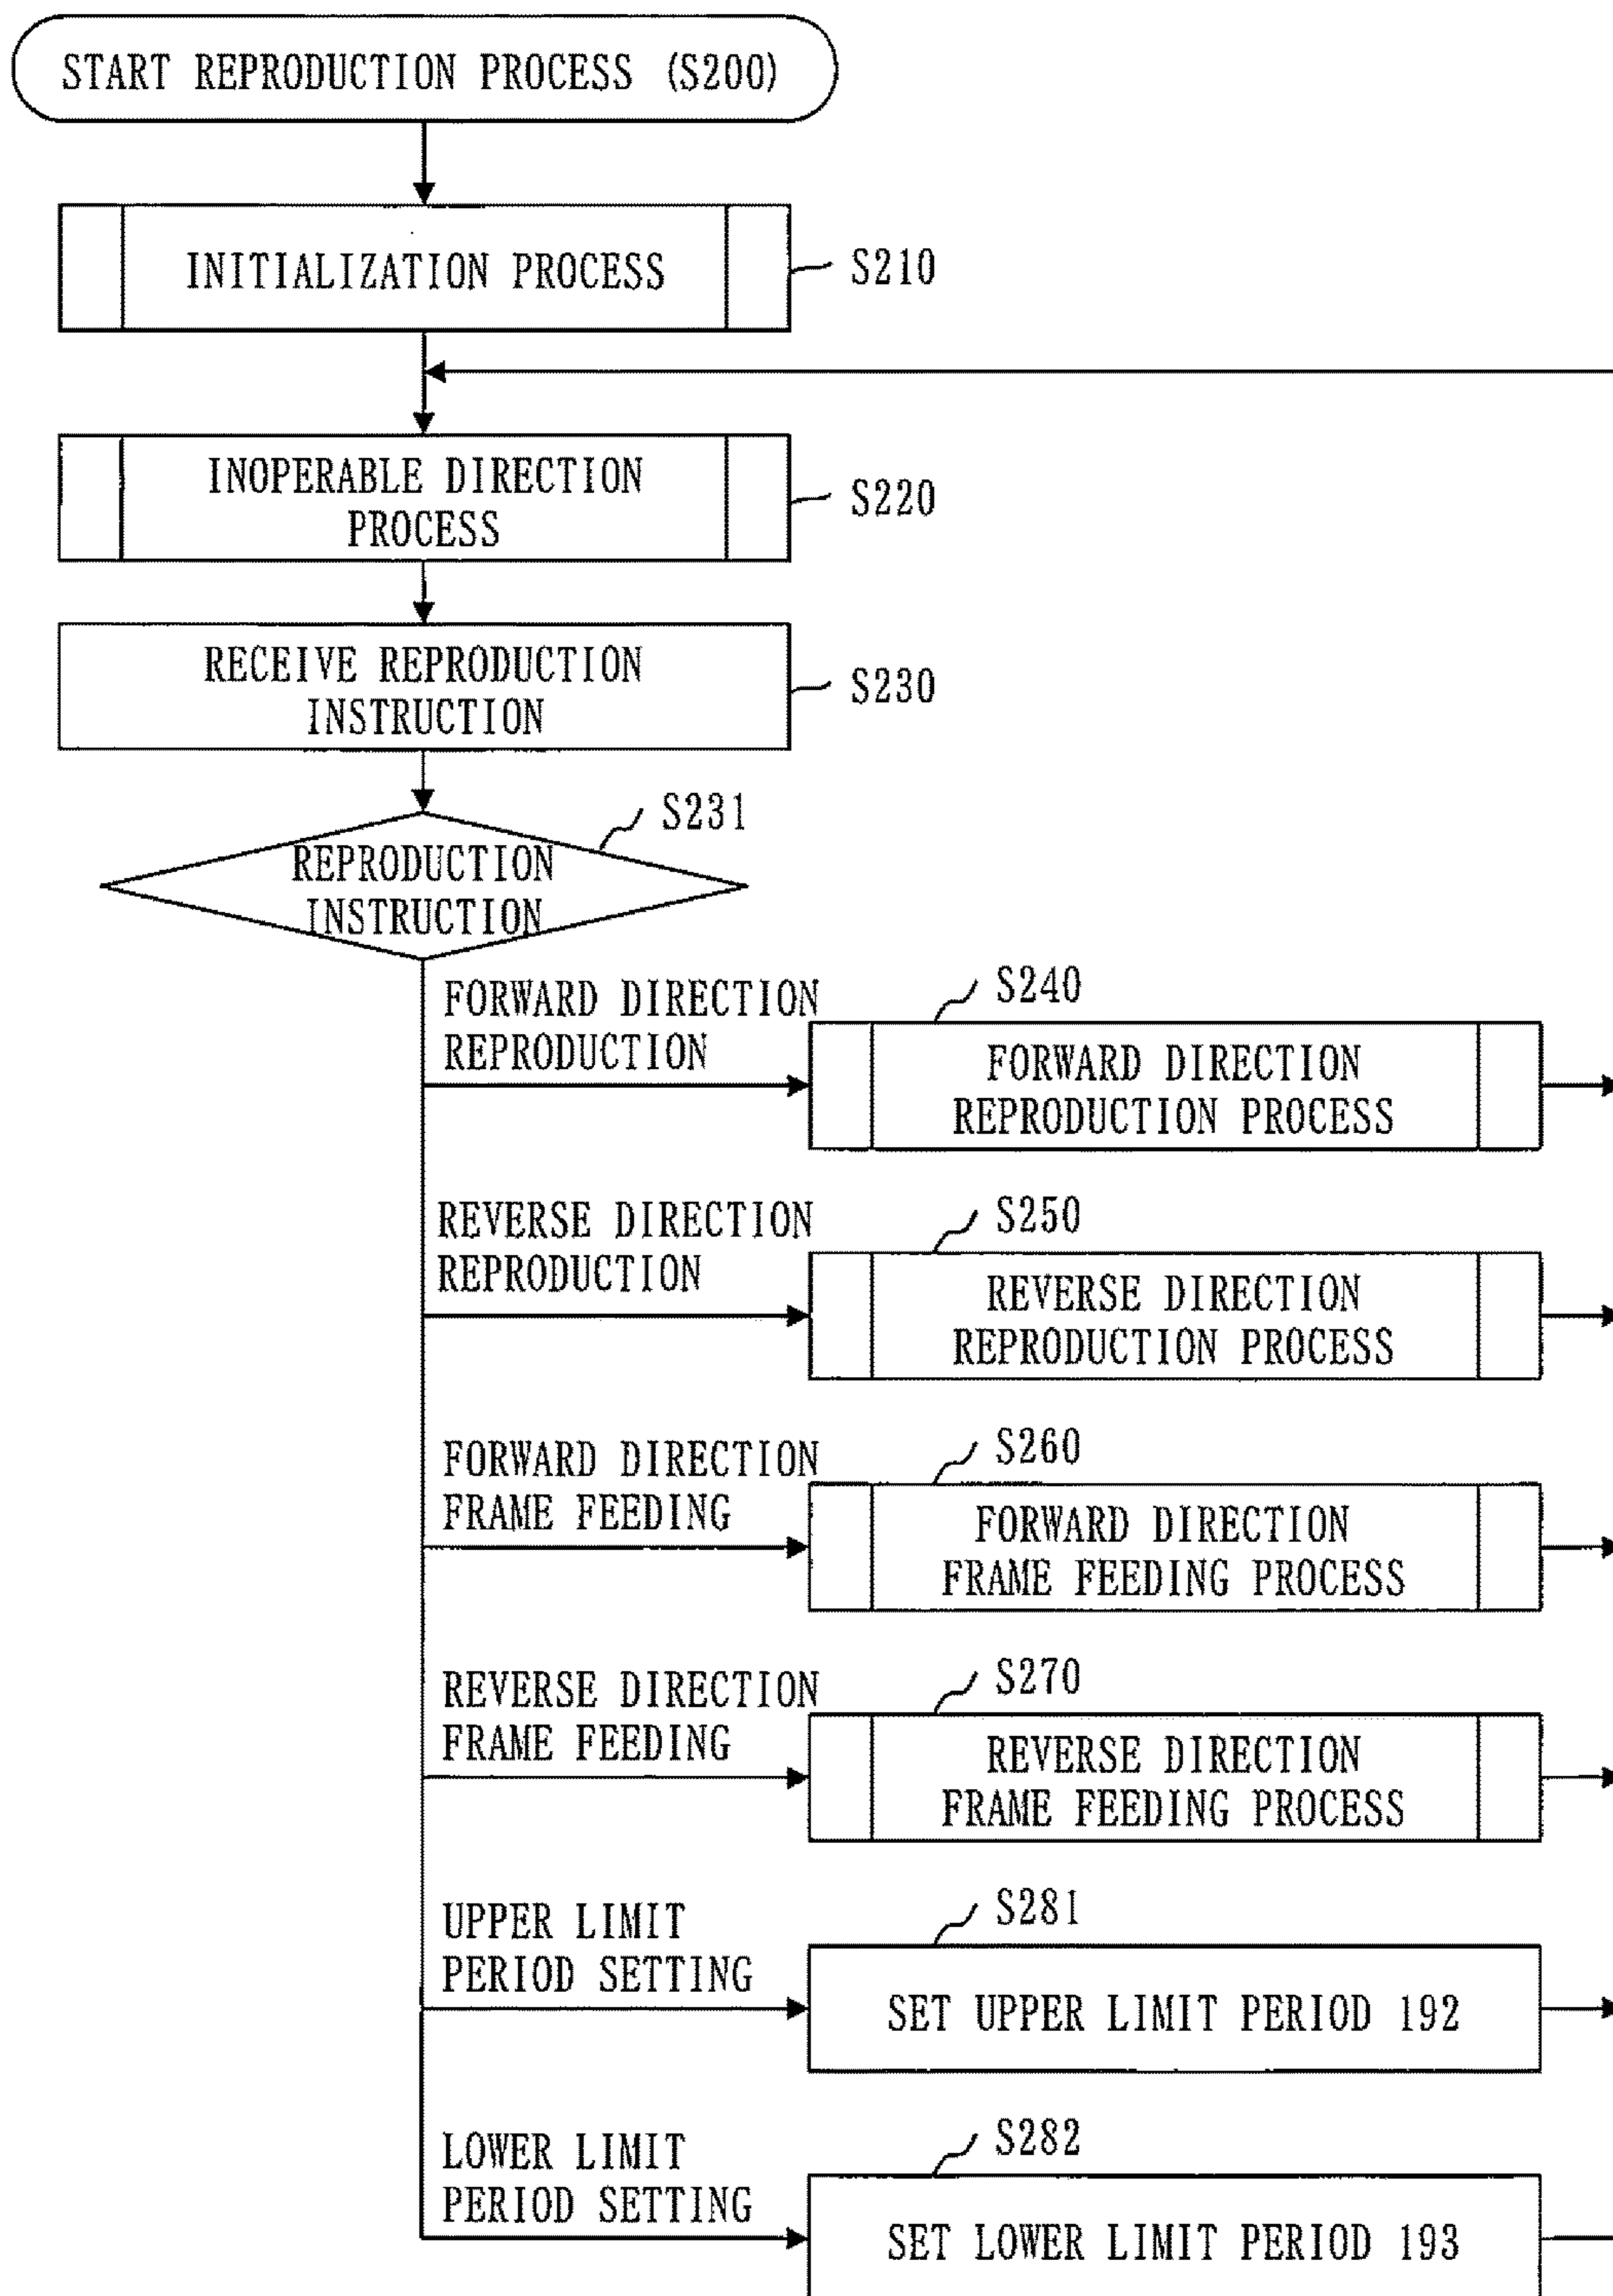 START REPRODUCTION PROCESS (S200)
INITIALIZATION PROCESS
S210
INOPERABLE DIRECTION
PROCESS
S220
RECEIVE REPRODUCTION
INSTRUCTION
S230
S231
REPRODUCTION
INSTRUCTION
FORWARD DIRECTION
REPRODUCTION
S240
FORWARD DIRECTION
REPRODUCTION PROCESS
REVERSE DIRECTION
REPRODUCTION
S250
REVERSE DIRECTION
REPRODUCTION PROCESS
FORWARD DIRECTION
FRAME FEEDING
S260
FORWARD DIRECTION
FRAME FEEDING PROCESS
REVERSE DIRECTION
FRAME FEEDING
S270
REVERSE DIRECTION
FRAME FEEDING PROCESS
UPPER LIMIT
PERIOD SETTING
S281
SET UPPER LIMIT PERIOD 192
LOWER LIMIT
PERIOD SETTING
S282
SET LOWER LIMIT PERIOD 193